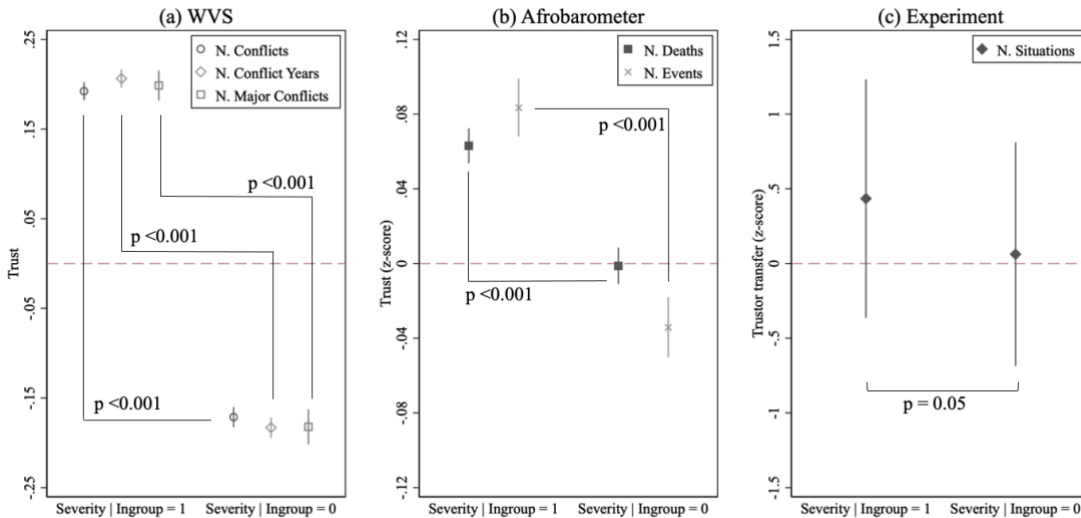 (a) WVS
N. Conflicts
N. Conflict Years
N. Major Conflicts
.25
.15
.05
-.05
-.15
-.25
Trust
p <0.001
p <0.001
p <0.001
Severity | Ingroup = 1
Severity | Ingroup = 0
(b) Afrobarometer
N. Deaths
N. Events
.12
.08
.04
0
-.04
-.08
-.12
Trust (z-score)
p <0.001
p <0.001
Severity | Ingroup = 1
Severity | Ingroup = 0
(c) Experiment
N. Situations
1.5
1
.5
0
-.5
-1
-1.5
Trustor transfer (z-score)
p = 0.05
Severity | Ingroup = 1
Severity | Ingroup = 0